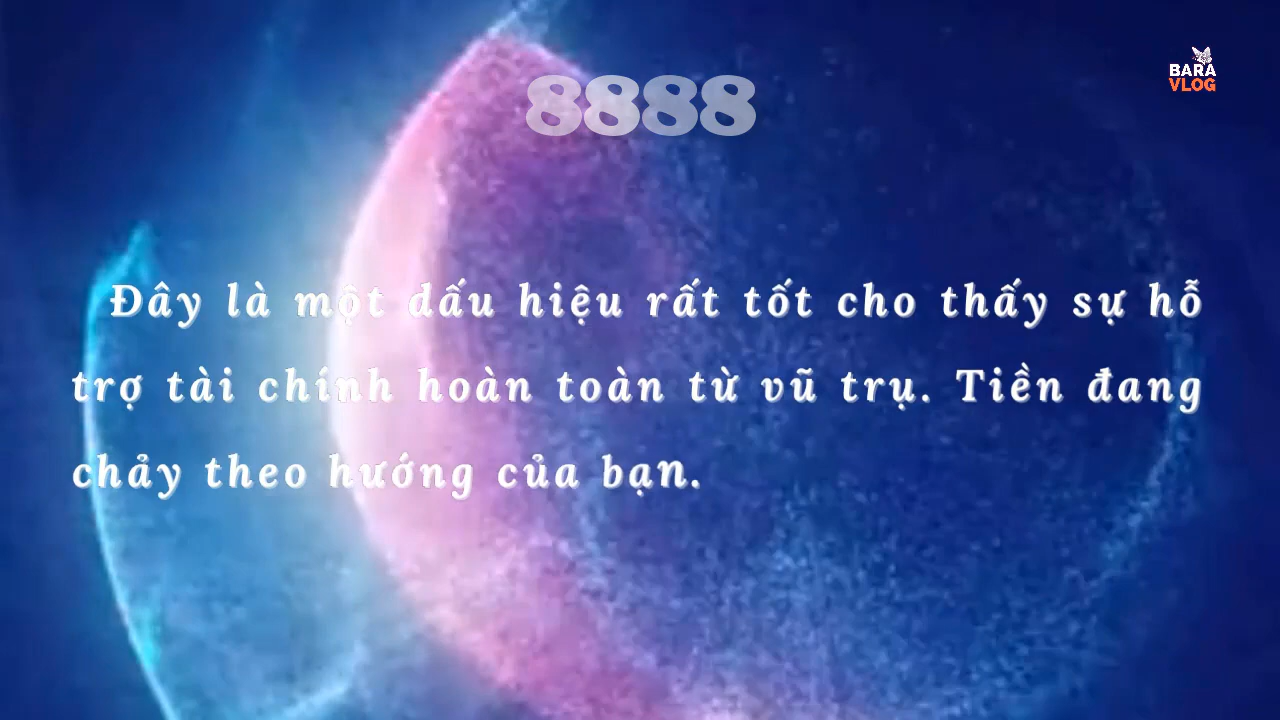 8888
BARA
VLOG
Đây là một dấu hiệu rất tốt cho thấy sự hỗ
trợ tài chính hoàn toàn từ vũ trụ. Tiền đang
chảy theo hướng của bạn.